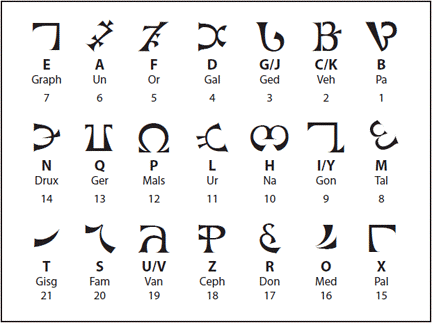 E A F D G/J C/K B
Graph Un Or Gal Ged Veh Pa
7 6 5 4 3 2 1
N Q P L H I/Y M
Drux Ger Mals Ur Na Gon Tal
14 13 12 11 10 9 8
T S U/V Z R O X
Gisg Fam Van Ceph Don Med Pal
21 20 19 18 17 16 15